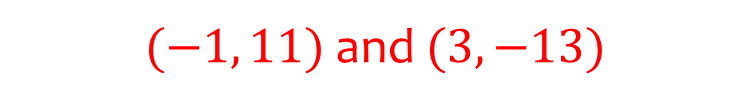 (−1, 11) and (3, −13)